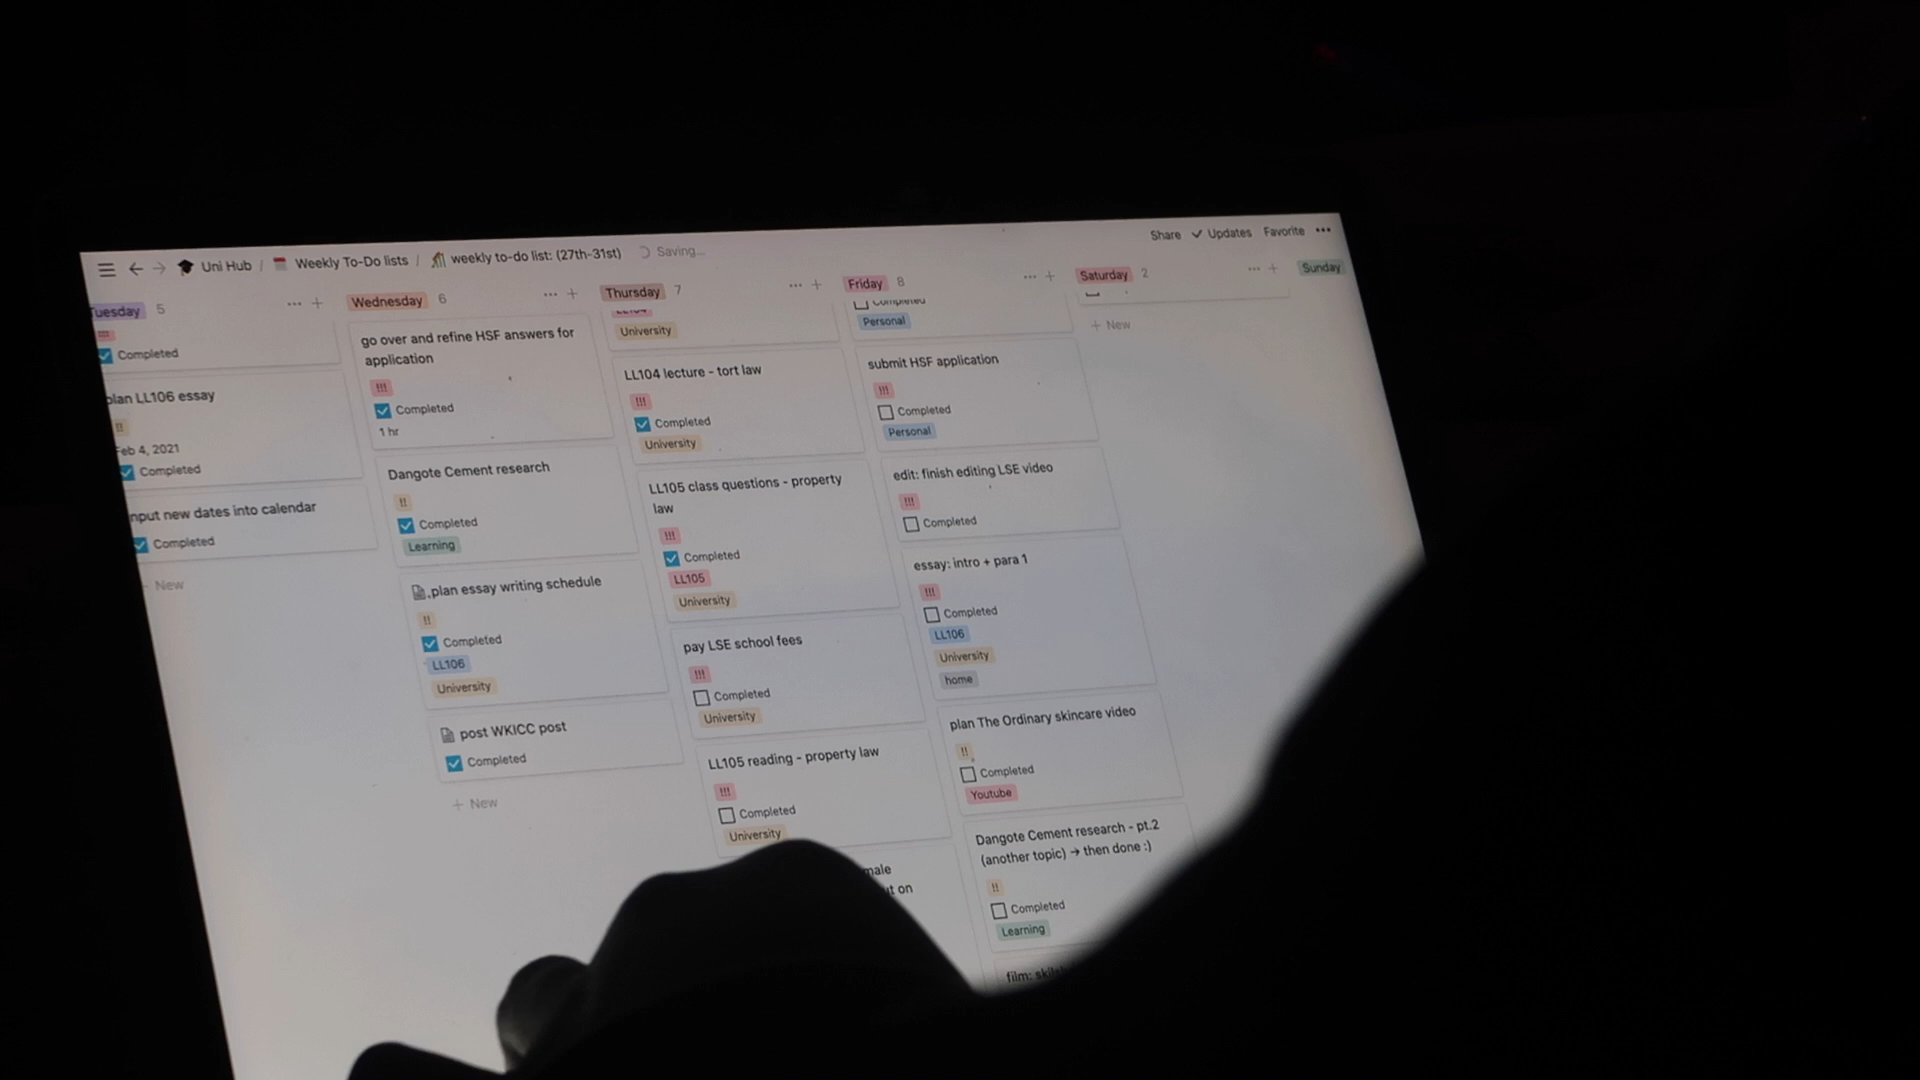 Uni Hub / Weekly To-Do lists / weekly to-do list: (27th-31st) Saving...
Share Updates Favorite
Tuesday 5
Completed
plan LL106 essay
!!
Feb 4, 2021
Completed
input new dates into calendar
Completed
New
Wednesday 6
go over and refine HSF answers for
application
!!!
Completed
1 hr
Dangote Cement research
!!
Completed
Learning
plan essay writing schedule
!!
Completed
LL106
University
post WKICC post
Completed
+ New
Thursday 7
LL104
University
LL104 lecture - tort law
!!!
Completed
University
LL105 class questions - property
law
!!!
Completed
LL105
University
pay LSE school fees
!!!
Completed
University
LL105 reading - property law
!!!
Completed
University
on
Friday 8
Completed
Personal
submit HSF application
!!!
Completed
Personal
edit: finish editing LSE video
!!!
Completed
essay: intro + para 1
!!!
Completed
LL106
University
home
plan The Ordinary skincare video
!!
Completed
Youtube
Dangote Cement research - pt.2
(another topic) → then done :)
!!
Completed
Learning
film:
Saturday 2
+ New
Sunday